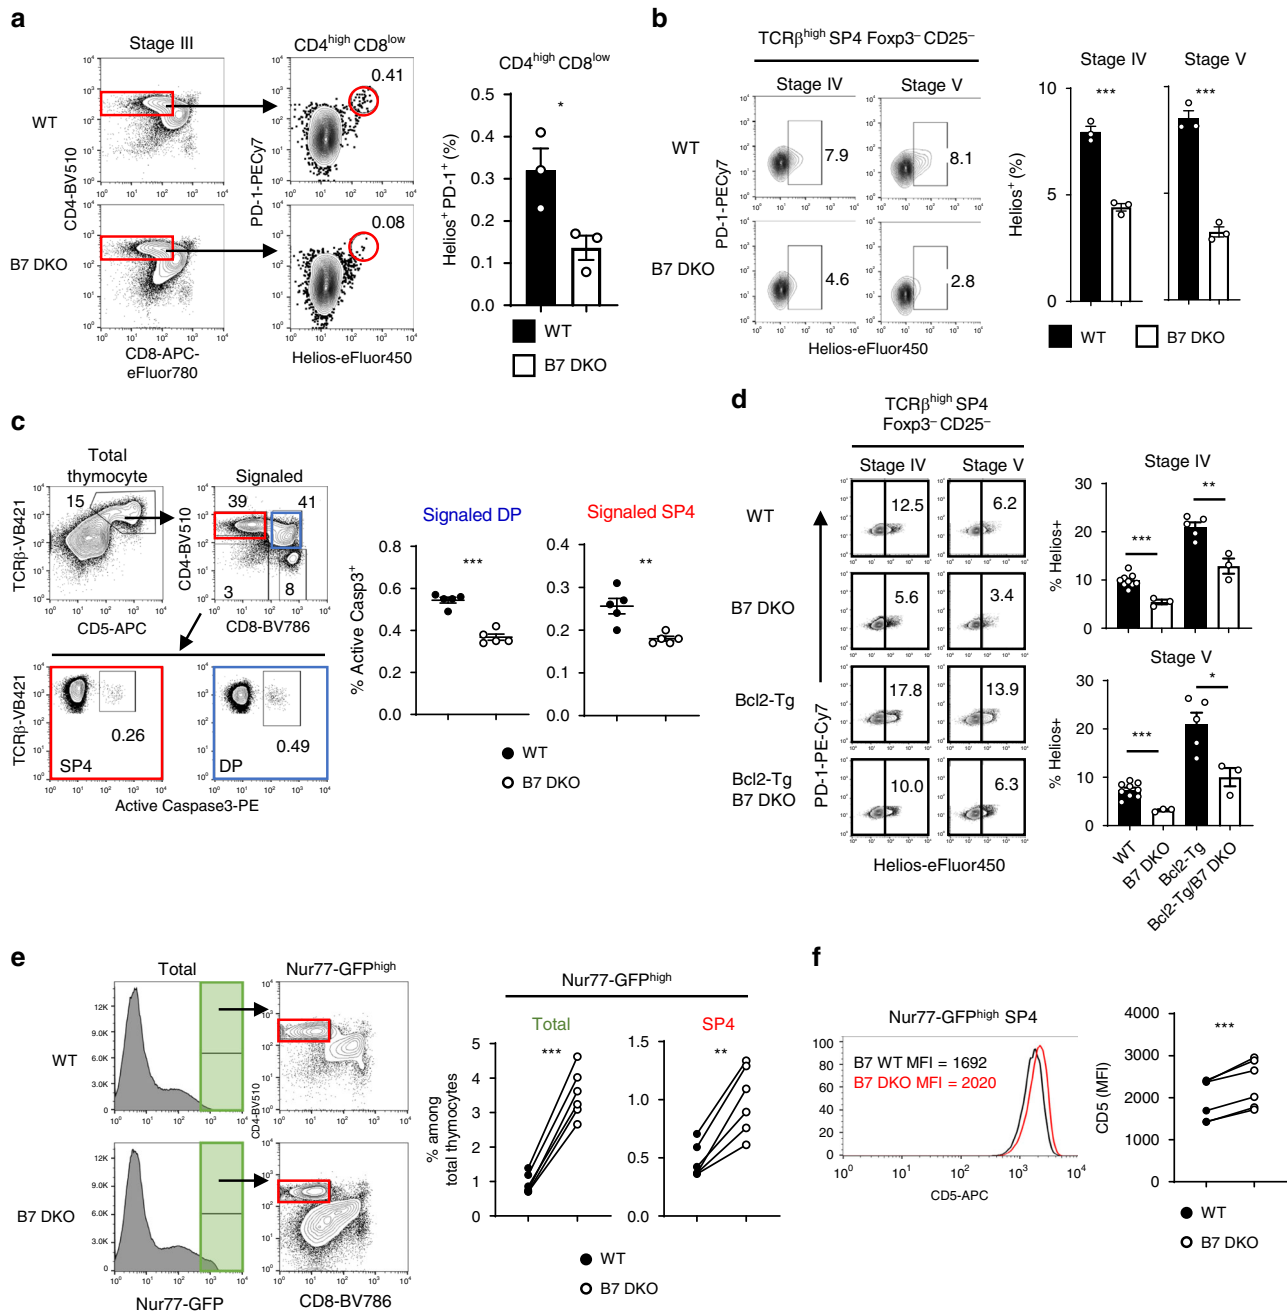 a
Stage III
CD4high CD8low
WT
B7 DKO
CD4-BV510
CD8-APC-
eFluor780
PD-1-PECy7
0.41
0.08
Helios-eFluor450
CD4high CD8low
Helios+ PD-1+ (%)
0.5
0.4
0.3
0.2
0.1
0.0
*
WT
B7 DKO
b
TCRβhigh SP4 Foxp3– CD25–
Stage IV
Stage V
WT
B7 DKO
PD-1-PECy7
7.9
8.1
4.6
2.8
Helios-eFluor450
Stage IV
Stage V
Helios+ (%)
10
5
0
***
***
WT
B7 DKO
c
Total
thymocyte
Signaled
15
39
41
3
8
TCRβ-VB421
CD5-APC
CD4-BV510
CD8-BV786
TCRβ-VB421
0.26
SP4
0.49
DP
Active Caspase3-PE
Signaled DP
Signaled SP4
% Active Casp3+
0.8
0.6
0.4
0.2
0.0
***
0.4
0.3
0.2
0.1
0.0
**
WT
B7 DKO
d
TCRβhigh SP4
Foxp3– CD25–
Stage IV
Stage V
WT
12.5
6.2
B7 DKO
5.6
3.4
Bcl2-Tg
17.8
13.9
Bcl2-Tg
B7 DKO
10.0
6.3
PD-1-PE-Cy7
Helios-eFluor450
Stage IV
% Helios+
30
20
10
0
***
**
Stage V
% Helios+
30
20
10
0
***
*
WT
B7 DKO
Bcl2-Tg
Bcl2-Tg/B7 DKO
e
Total
Nur77-GFPhigh
WT
12K
9.0K
6.0K
3.0K
0
B7 DKO
12K
9.0K
6.0K
3.0K
0
Nur77-GFP
CD4-BV510
CD8-BV786
Nur77-GFPhigh
Total
SP4
% among
total thymocytes
5
4
3
2
1
0
***
1.5
1.0
0.5
0.0
**
WT
B7 DKO
f
Nur77-GFPhigh SP4
B7 WT MFI = 1692
B7 DKO MFI = 2020
100
80
60
40
20
0
10⁰ 10¹ 10² 10³ 10⁴
CD5-APC
CD5 (MFI)
4000
3000
2000
1000
0
***
WT
B7 DKO